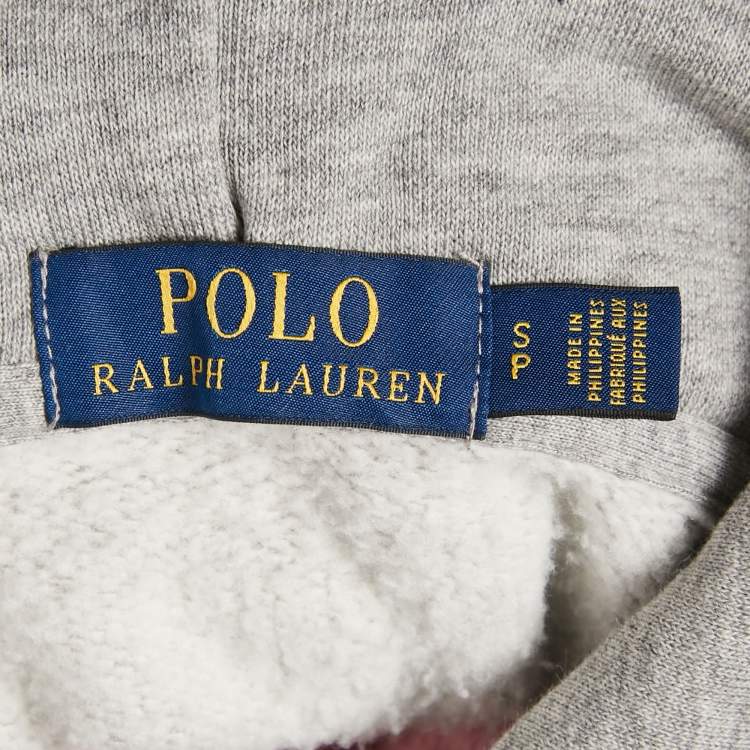 POLO
RALPH LAUREN
S
P
MADE IN
PHILIPPINES
FABRIQUÉ AUX
PHILIPPINES